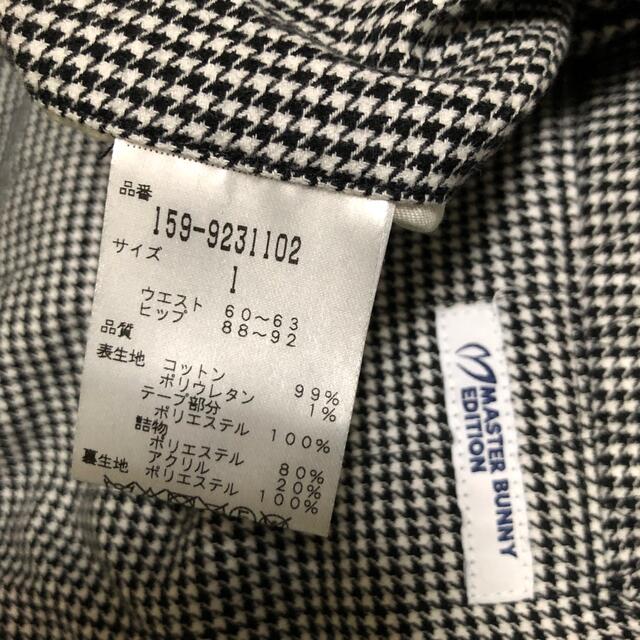 品番
159-9231102
サイズ
1
ウエスト 60〜63
ヒップ 88〜92
品質
表生地 コットン 99%
ポリウレタン 1%
テープ部分
ポリエステル 100%
詰物
ポリエステル 80%
アクリル 20%
裏生地 ポリエステル 100%
MASTER BUNNY
EDITION